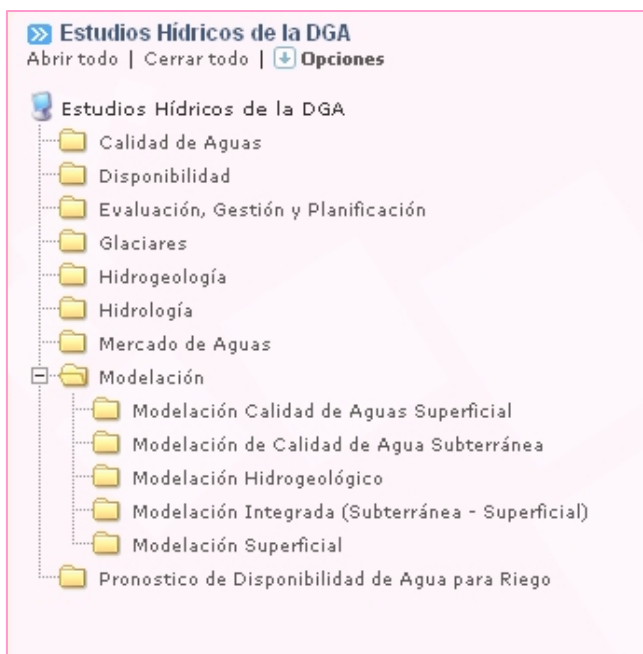 Estudios Hídricos de la DGA
Abrir todo | Cerrar todo | Opciones
Estudios Hídricos de la DGA
Calidad de Aguas
Disponibilidad
Evaluación, Gestión y Planificación
Glaciares
Hidrogeología
Hidrología
Mercado de Aguas
Modelación
Modelación Calidad de Aguas Superficial
Modelación de Calidad de Agua Subterránea
Modelación Hidrogeológico
Modelación Integrada (Subterránea - Superficial)
Modelación Superficial
Pronostico de Disponibilidad de Agua para Riego